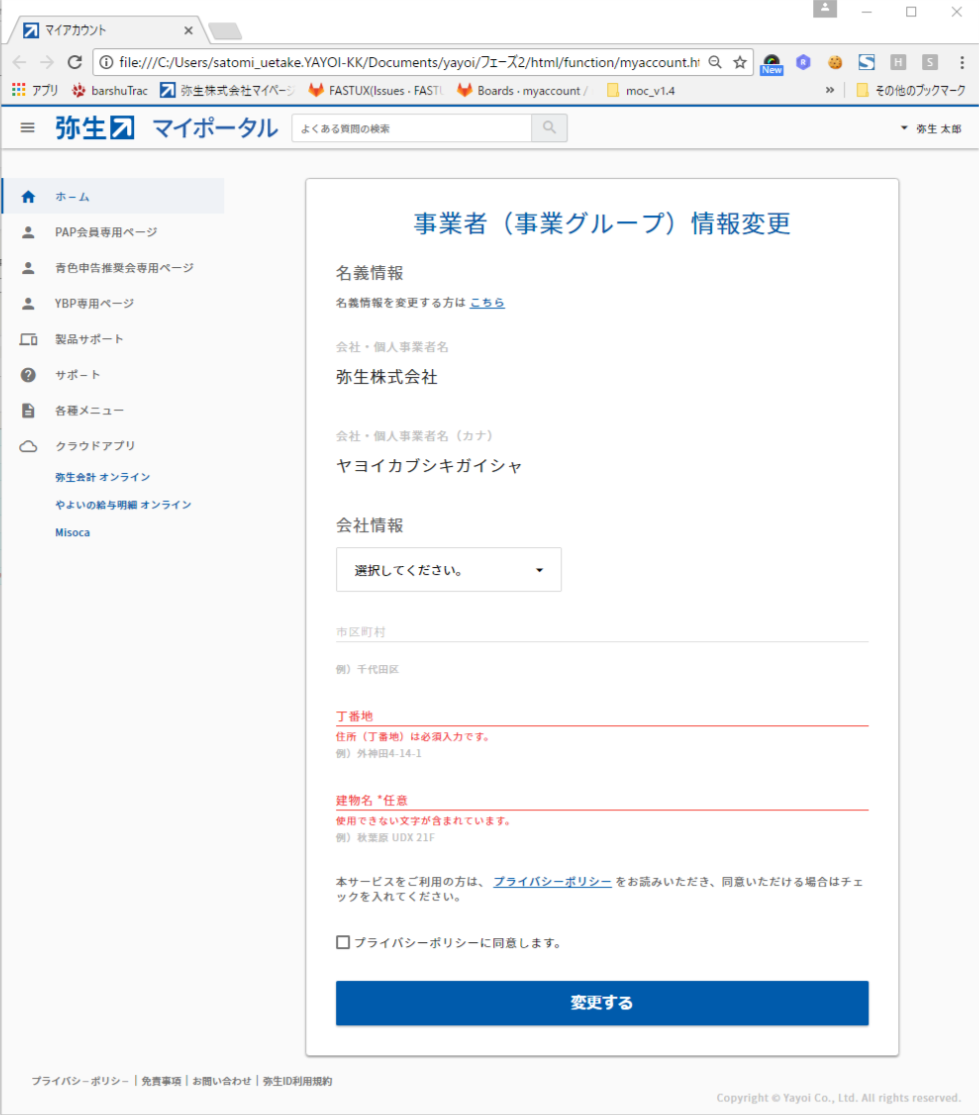 マイアカウント
file:///C:/Users/satomi_uetake.YAYOI-KK/Documents/yayoi/フェーズ2/html/function/myaccount.ht
New
R
H
S
アプリ barshuTrac 弥生株式会社マイページ FASTUX(Issues · FASTU Boards · myaccount / moc_v1.4 » その他のブックマーク
弥生 マイポータル よくある質問の検索 弥生 太郎
ホーム
PAP会員専用ページ
青色申告推奨会専用ページ
YBP専用ページ
製品サポート
サポート
各種メニュー
クラウドアプリ
弥生会計 オンライン
やよいの給与明細 オンライン
Misoca
事業者（事業グループ）情報変更
名義情報
名義情報を変更する方は こちら
会社・個人事業者名
弥生株式会社
会社・個人事業者名（カナ）
ヤヨイカブシキガイシャ
会社情報
選択してください。
市区町村
例）千代田区
丁番地
住所（丁番地）は必須入力です。
例）外神田4-14-1
建物名 *任意
使用できない文字が含まれています。
例）秋葉原 UDX 21F
本サービスをご利用の方は、 プライバシーポリシー をお読みいただき、同意いただける場合はチェ
ックを入れてください。
プライバシーポリシーに同意します。
変更する
プライバシーポリシー | 免責事項 | お問い合わせ | 弥生ID利用規約
Copyright © Yayoi Co., Ltd. All rights reserved.